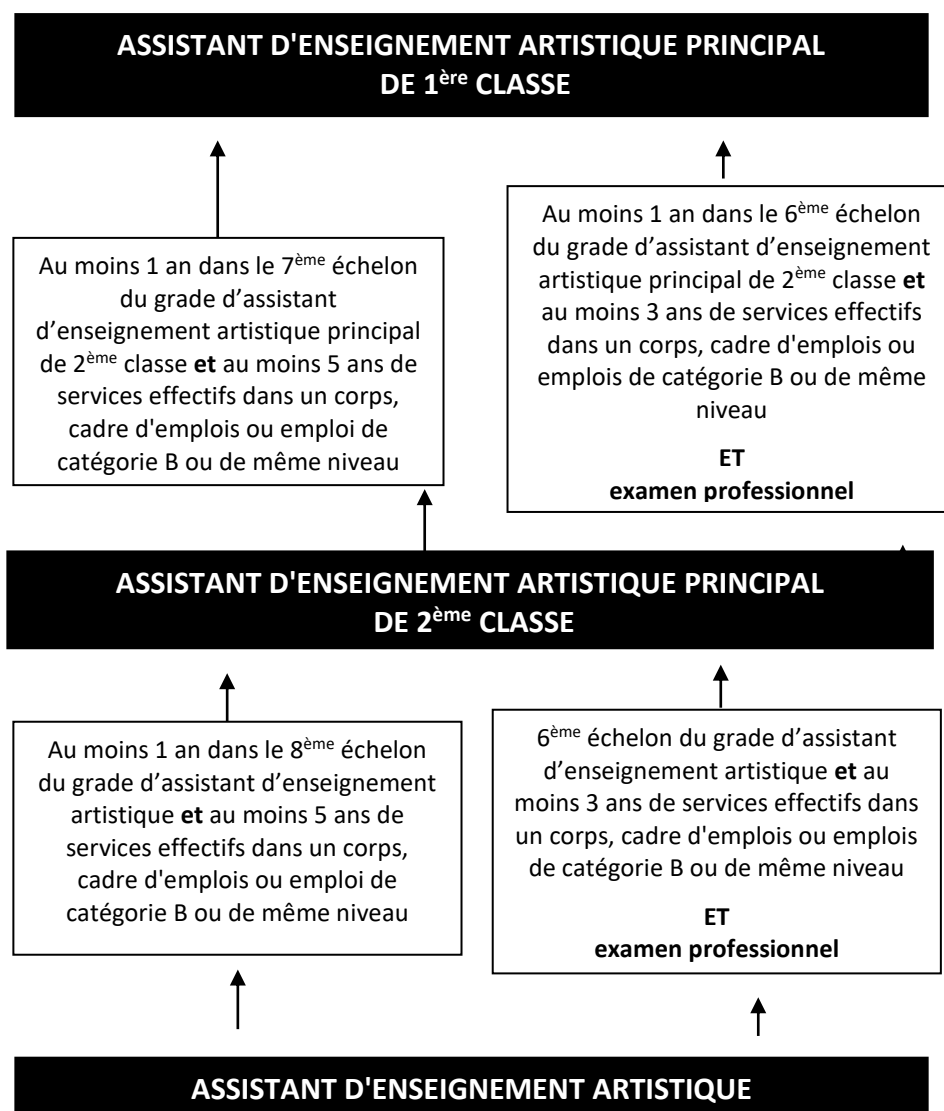 ASSISTANT D'ENSEIGNEMENT ARTISTIQUE PRINCIPAL
DE 1ère CLASSE
Au moins 1 an dans le 7ème échelon
du grade d’assistant
d’enseignement artistique principal
de 2ème classe et au moins 5 ans de
services effectifs dans un corps,
cadre d'emplois ou emploi de
catégorie B ou de même niveau
Au moins 1 an dans le 6ème échelon
du grade d’assistant d’enseignement
artistique principal de 2ème classe et
au moins 3 ans de services effectifs
dans un corps, cadre d'emplois ou
emplois de catégorie B ou de même
niveau
ET
examen professionnel
ASSISTANT D'ENSEIGNEMENT ARTISTIQUE PRINCIPAL
DE 2ème CLASSE
Au moins 1 an dans le 8ème échelon
du grade d’assistant d’enseignement
artistique et au moins 5 ans de
services effectifs dans un corps,
cadre d'emplois ou emploi de
catégorie B ou de même niveau
6ème échelon du grade d’assistant
d’enseignement artistique et au
moins 3 ans de services effectifs dans
un corps, cadre d'emplois ou emplois
de catégorie B ou de même niveau
ET
examen professionnel
ASSISTANT D'ENSEIGNEMENT ARTISTIQUE